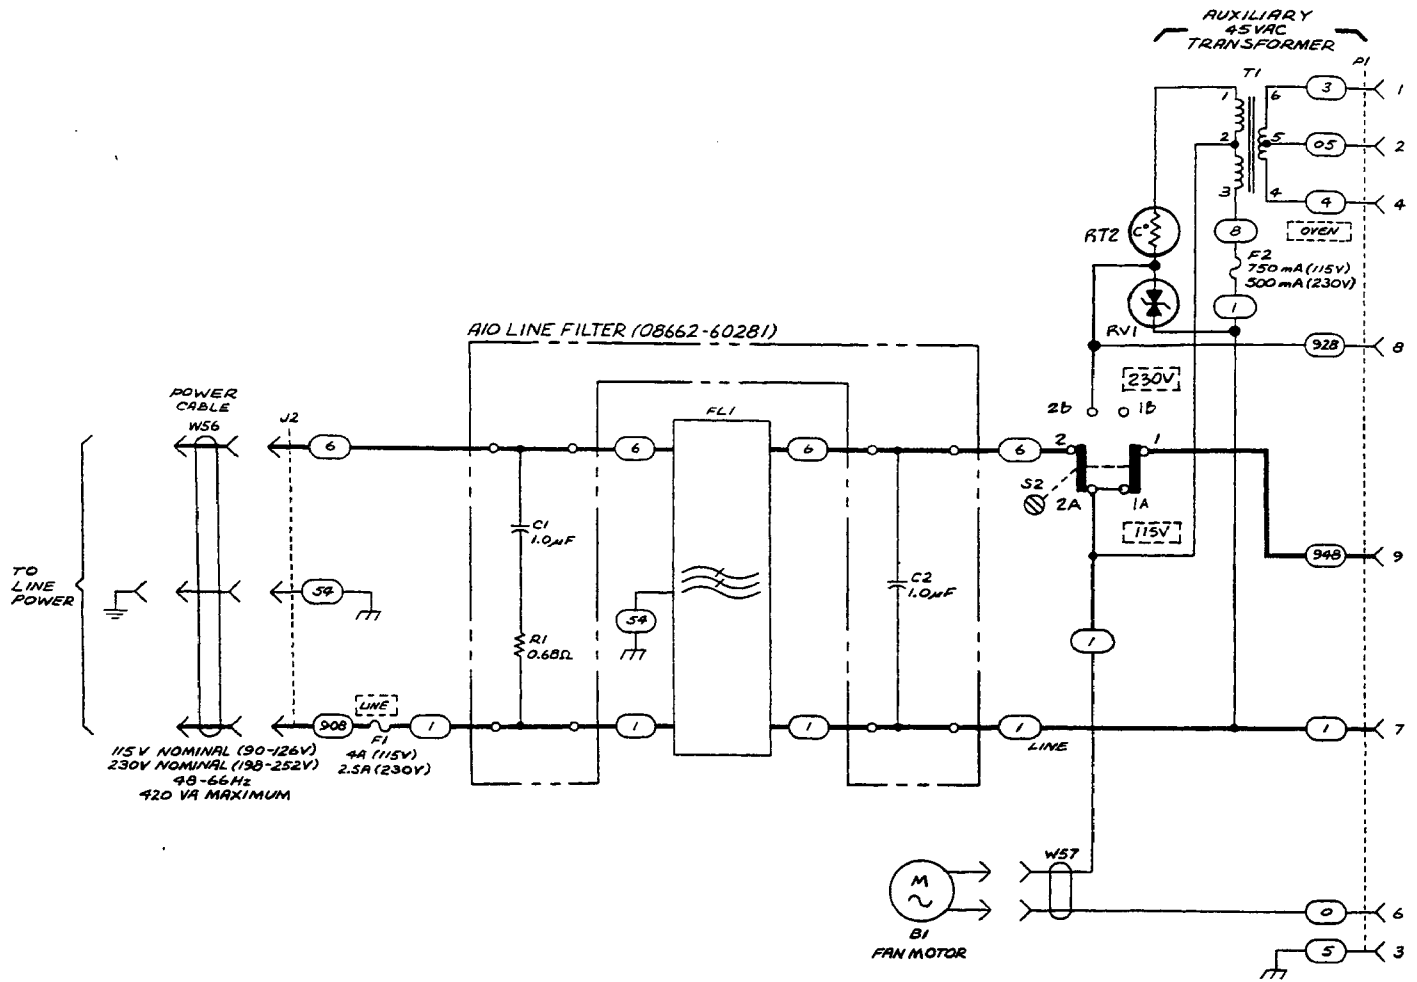 AUXILIARY
45VAC
TRANSFORMER
P1
T1
1
6
3
1
2
5
05
2
3
4
4
4
OVEN
8
RT2
C°
F2
750 mA (115V)
500 mA (230V)
1
RV1
928
8
A10 LINE FILTER (08662-60281)
230V
POWER
CABLE
W56
J2
FL1
2b
1B
6
6
6
6
2
1
S2
2A
1A
115V
C1
1.0µF
948
9
TO
LINE
POWER
54
C2
1.0µF
54
R1
0.68Ω
1
LINE
908
F1
1
1
1
1
LINE
1
7
4A (115V)
2.5A (230V)
115V NOMINAL (90-126V)
230V NOMINAL (198-252V)
48-66Hz
420 VA MAXIMUM
W57
M
B1
FAN MOTOR
0
6
5
3